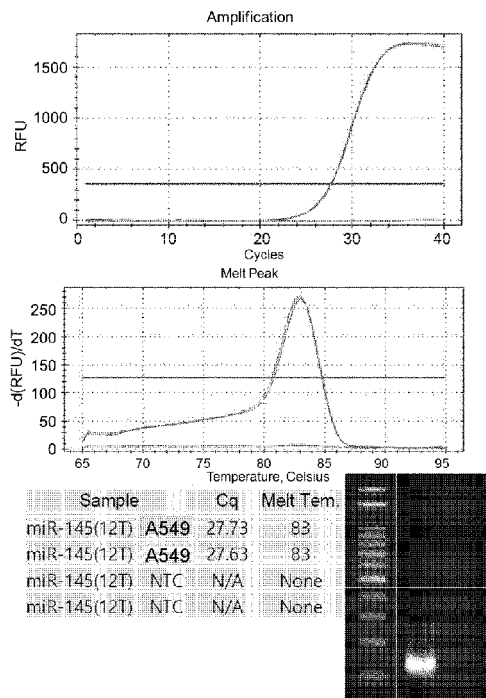 Amplification
1500
1000
500
0
RFU
0 10 20 30 40
Cycles
Melt Peak
250
200
150
100
50
0
-d(RFU)/dT
65 70 75 80 85 90 95
Temperature, Celsius
Sample Cq Melt Tem.
miR-145(12T) A549 27.73 83
miR-145(12T) A549 27.63 83
miR-145(12T) NTC N/A None
miR-145(12T) NTC N/A None